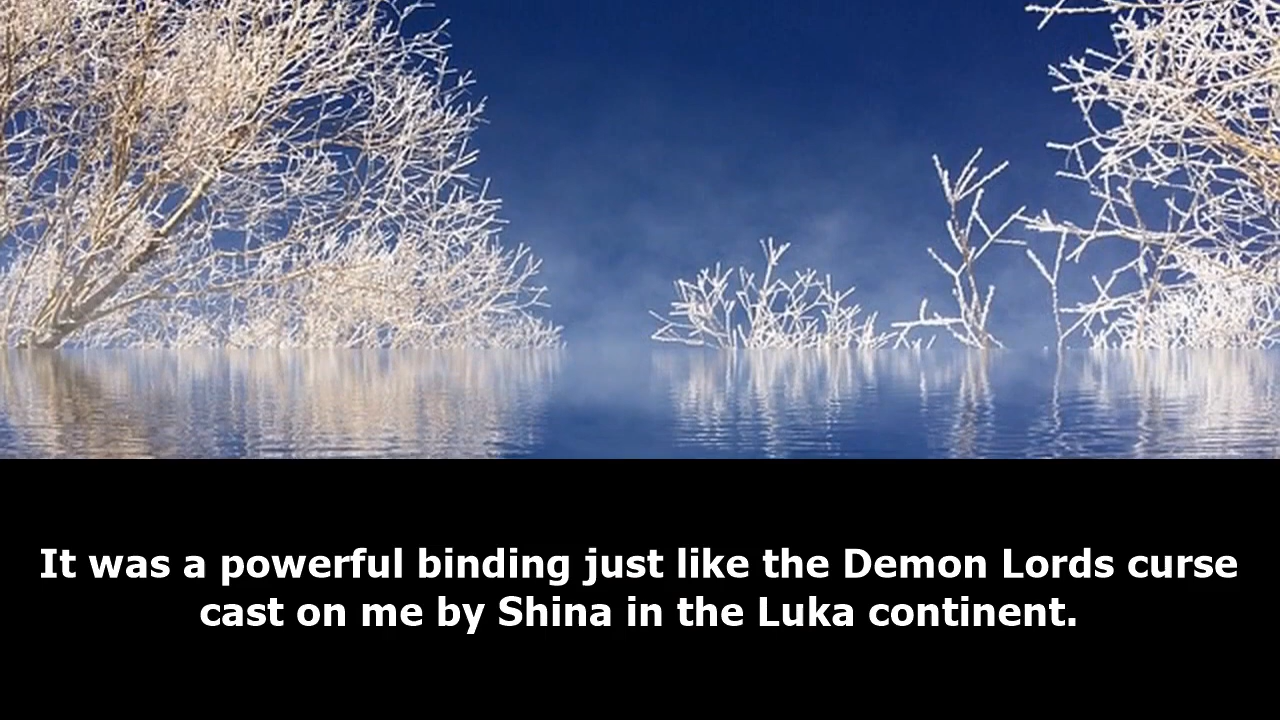 It was a powerful binding just like the Demon Lords curse
cast on me by Shina in the Luka continent.